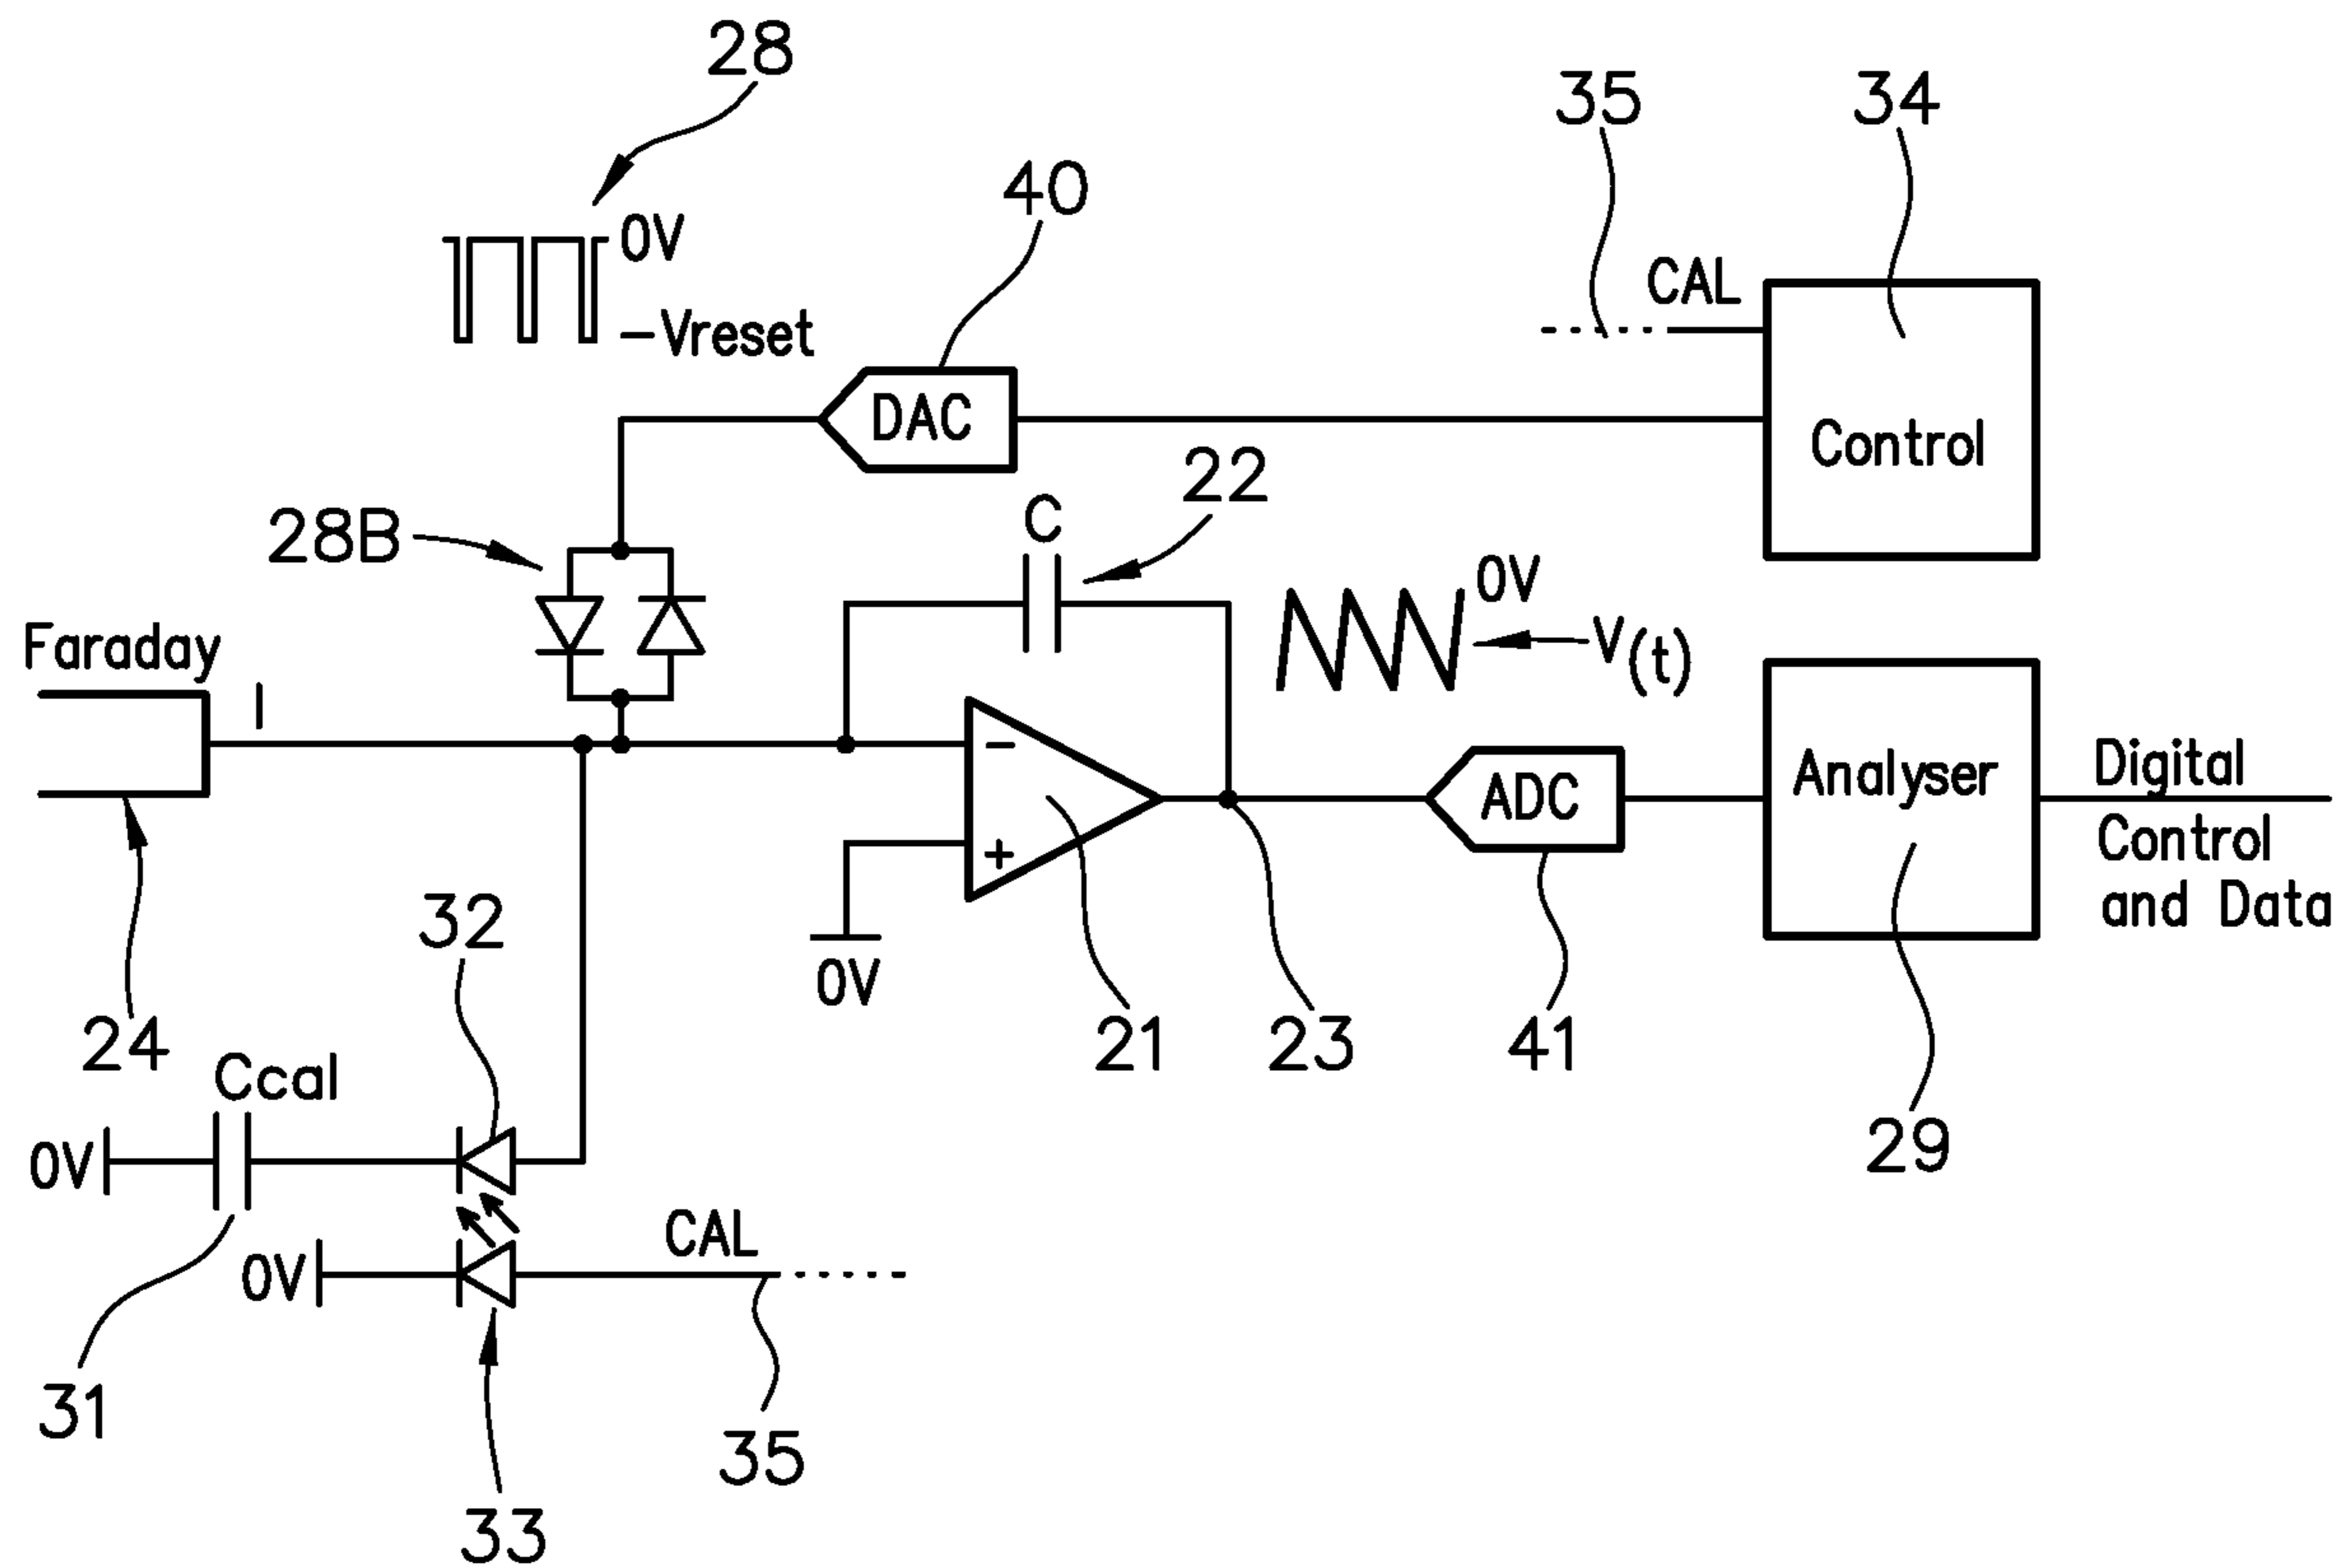 28
35
34
40
0V
-Vreset
CAL
DAC
Control
22
C
28B
0V
V(t)
Faraday
I
-
ADC
Analyser
Digital
Control
and Data
+
32
0V
24
21
23
41
Ccal
29
0V
CAL
0V
31
35
33